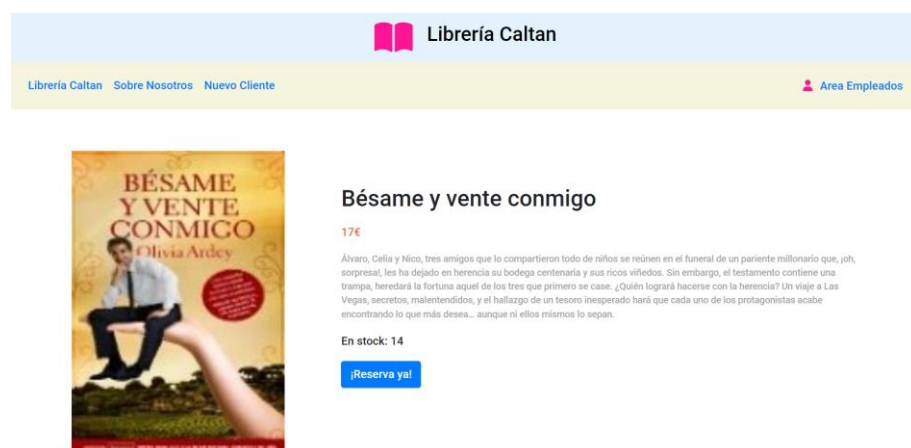 Librería Caltan
Librería Caltan Sobre Nosotros Nuevo Cliente Area Empleados
BÉSAME
Y VENTE
CONMIGO
Olivia Ardey
Bésame y vente conmigo
17€
Álvaro, Celia y Nico, tres amigos que lo compartieron todo de niños se reúnen en el funeral de un pariente millonario que, ¡oh,
sorpresa!, les ha dejado en herencia su bodega centenaria y sus ricos viñedos. Sin embargo, el testamento contiene una
trampa, heredará la fortuna aquel de los tres que primero se case. ¿Quién logrará hacerse con la herencia? Un viaje a Las
Vegas, secretos, malentendidos, y el hallazgo de un tesoro inesperado hará que cada uno de los protagonistas acabe
encontrando lo que más desea... aunque ni ellos mismos lo sepan.
En stock: 14
¡Reserva ya!